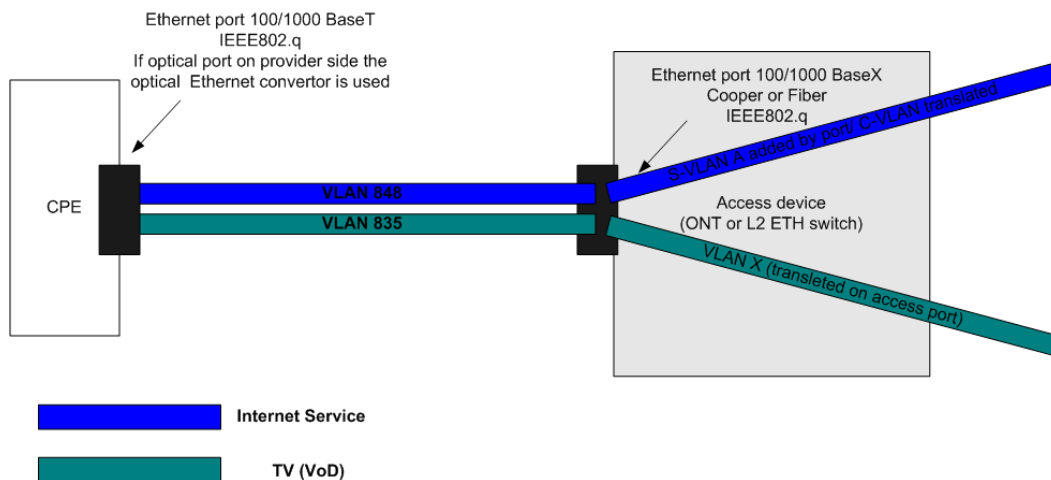 Ethernet port 100/1000 BaseT
IEEE802.q
If optical port on provider side the
optical Ethernet convertor is used
Ethernet port 100/1000 BaseX
Cooper or Fiber
IEEE802.q
S-VLAN A added by port/ C-VLAN translated
CPE
VLAN 848
VLAN 835
Access device
(ONT or L2 ETH switch)
VLAN X (transleted on access port)
Internet Service
TV (VoD)